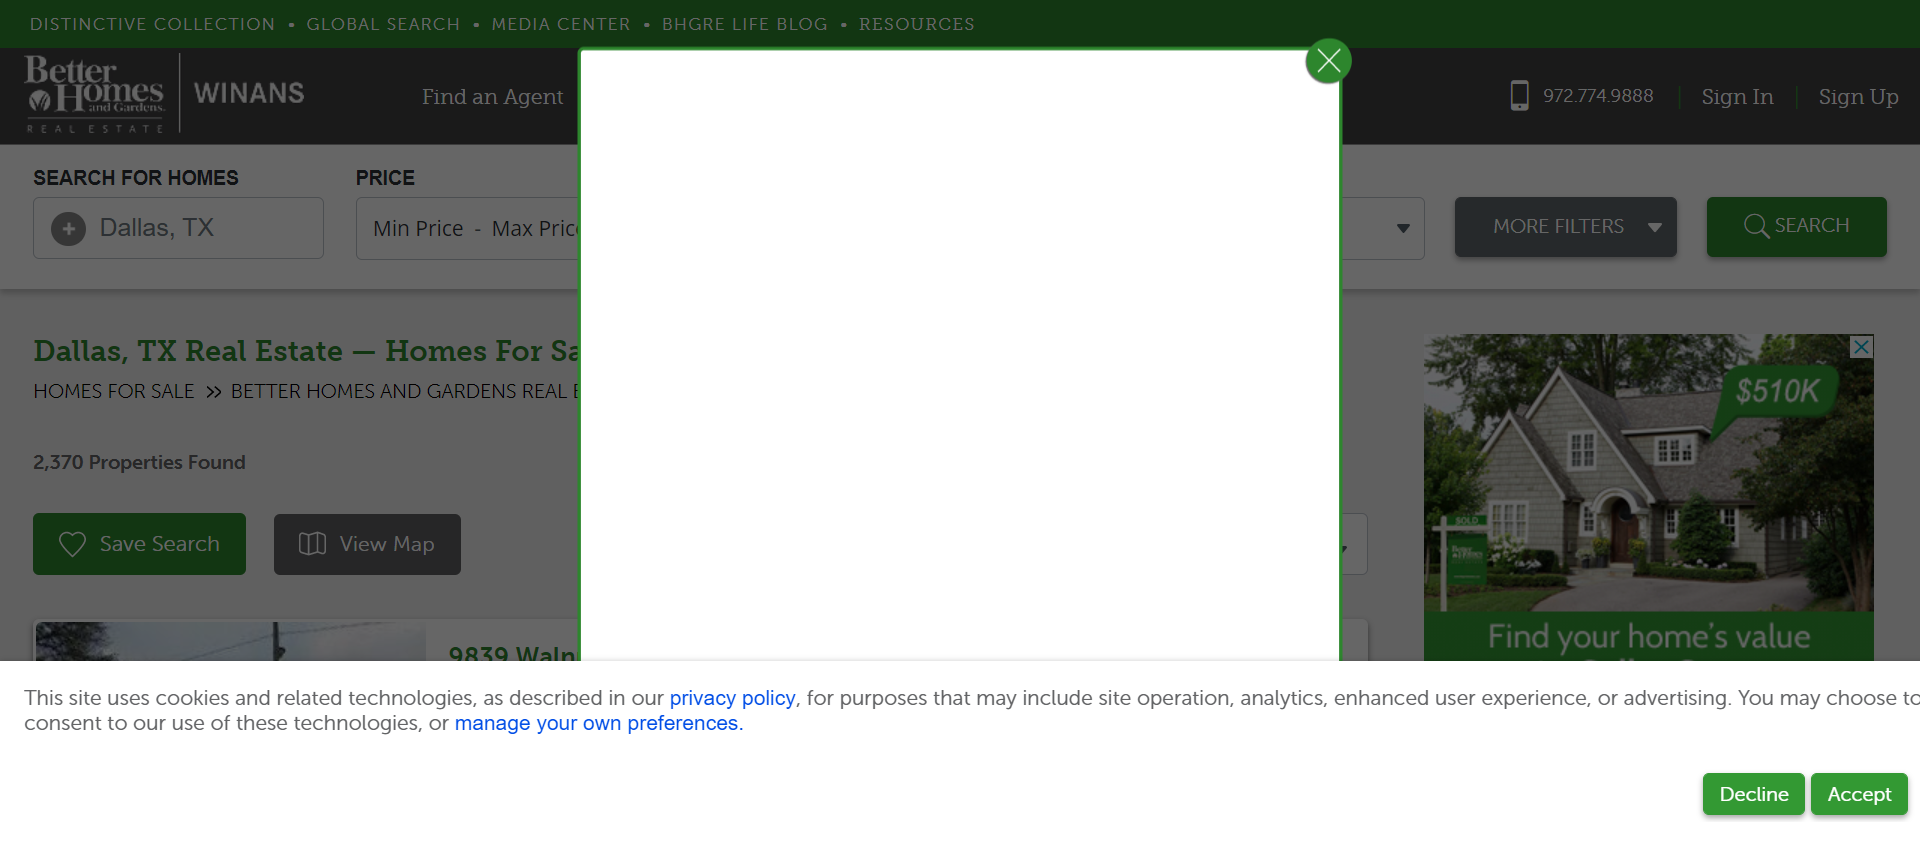 DISTINCTIVE COLLECTION • GLOBAL SEARCH • MEDIA CENTER • BHGRE LIFE BLOG • RESOURCES
Better Homes and Gardens REAL ESTATE
WINANS
Find an Agent
972.774.9888
Sign In
Sign Up
SEARCH FOR HOMES
PRICE
Dallas, TX
Min Price - Max Pric
MORE FILTERS
SEARCH
Dallas, TX Real Estate — Homes For Sa
HOMES FOR SALE >> BETTER HOMES AND GARDENS REAL E
2,370 Properties Found
Save Search
View Map
$510K
SOLD
Better Homes
Find your home's value
9839 Waln
This site uses cookies and related technologies, as described in our privacy policy, for purposes that may include site operation, analytics, enhanced user experience, or advertising. You may choose to
consent to our use of these technologies, or manage your own preferences.
Decline
Accept